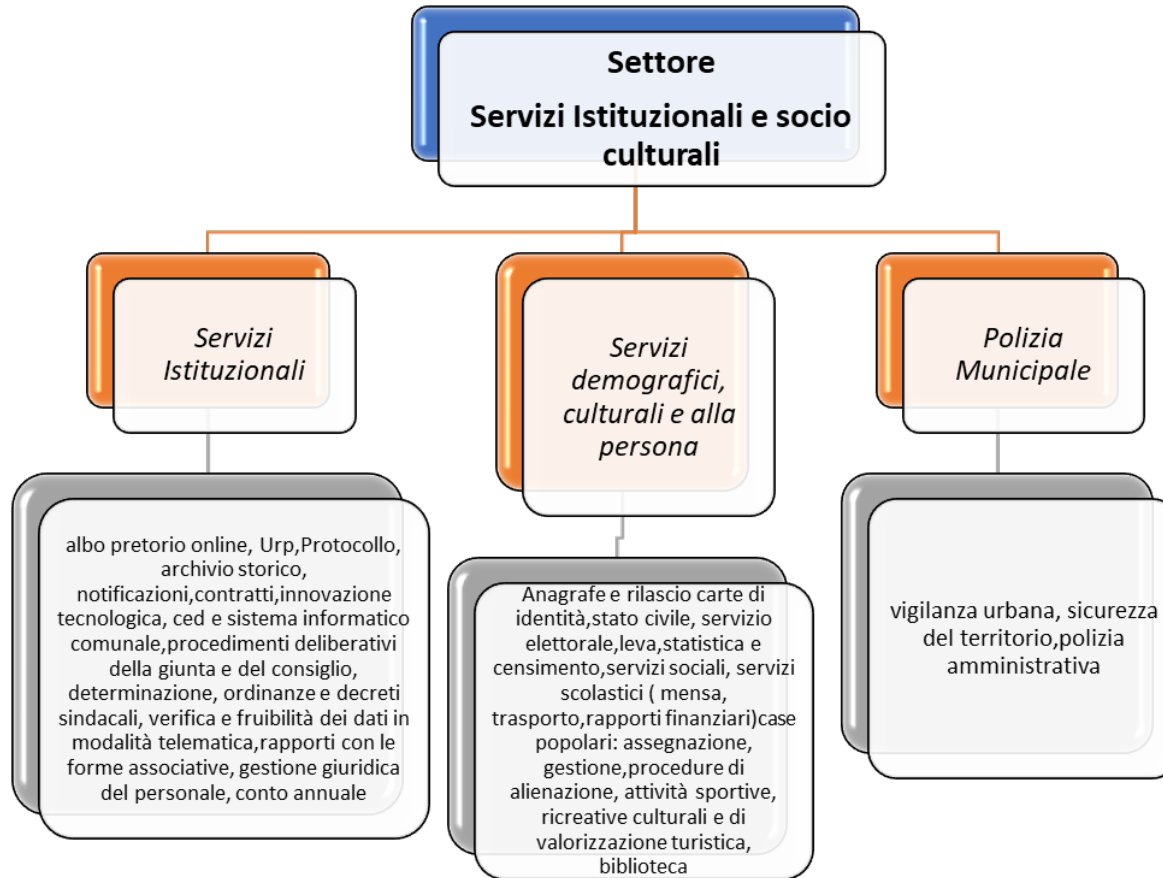 Settore
Servizi Istituzionali e socio
culturali
Servizi
Istituzionali
Servizi
demografici,
culturali e alla
persona
Polizia
Municipale
albo pretorio online, Urp,Protocollo,
archivio storico,
notificazioni,contratti,innovazione
tecnologica, ced e sistema informatico
comunale,procedimenti deliberativi
della giunta e del consiglio,
determinazione, ordinanze e decreti
sindacali, verifica e fruibilità dei dati in
modalità telematica,rapporti con le
forme associative, gestione giuridica
del personale, conto annuale
Anagrafe e rilascio carte di
identità,stato civile, servizio
elettorale,leva,statistica e
censimento,servizi sociali, servizi
scolastici ( mensa,
trasporto,rapporti finanziari)case
popolari: assegnazione,
gestione,procedure di
alienazione, attività sportive,
ricreative culturali e di
valorizzazione turistica,
biblioteca
vigilanza urbana, sicurezza
del territorio,polizia
amministrativa